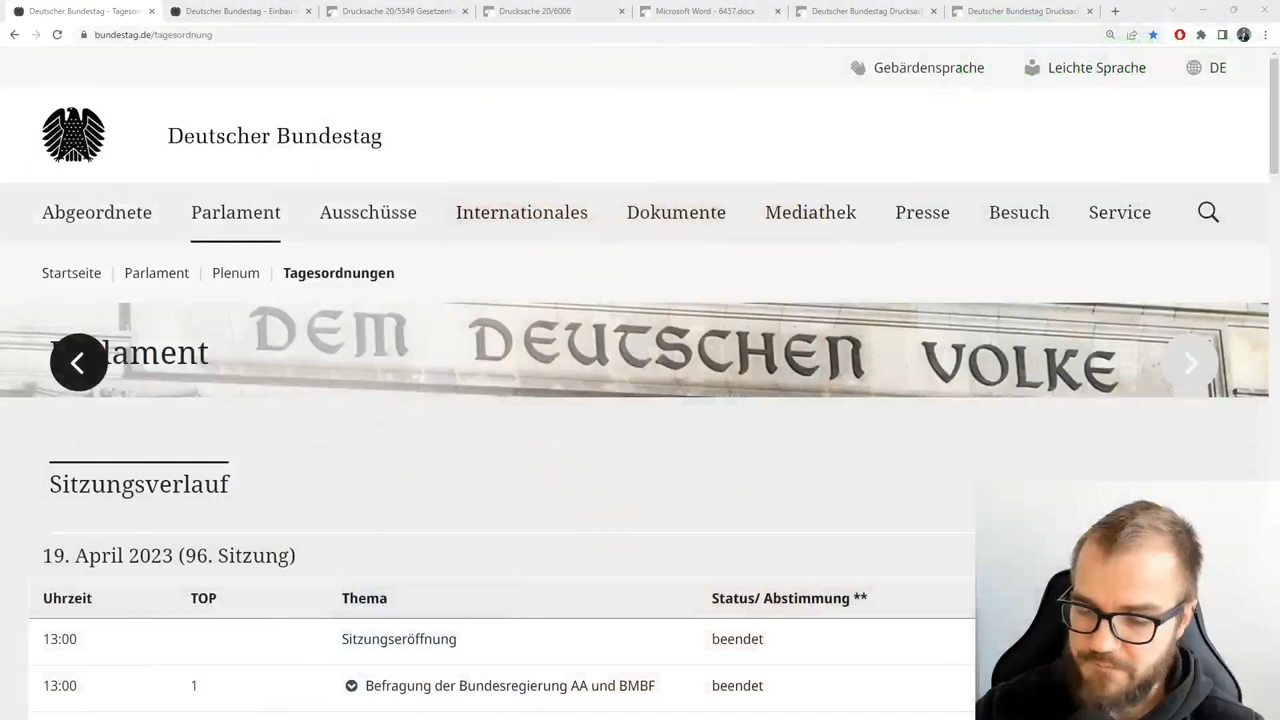 Deutscher Bundestag - Tageso
Deutscher Bundestag - Einbau
Drucksache 20/5549 Gesetzent
Drucksache 20/6006
Microsoft Word - 6457.docx
Deutscher Bundestag Drucksac
Deutscher Bundestag Drucksac
bundestag.de/tagesordnung
Gebärdensprache
Leichte Sprache
DE
Deutscher Bundestag
Abgeordnete
Parlament
Ausschüsse
Internationales
Dokumente
Mediathek
Presse
Besuch
Service
Startseite | Parlament | Plenum | Tagesordnungen
DEM DEUTSCHEN VOLKE
lament
Sitzungsverlauf
19. April 2023 (96. Sitzung)
Uhrzeit TOP Thema Status/ Abstimmung **
13:00 Sitzungseröffnung beendet
13:00 1 Befragung der Bundesregierung AA und BMBF beendet